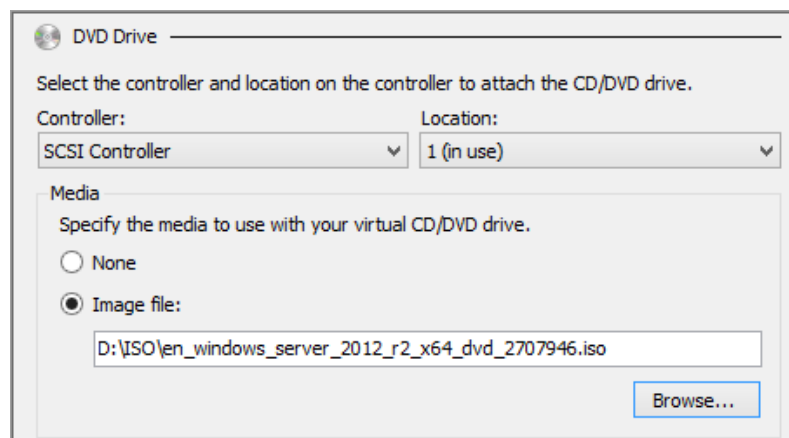 DVD Drive
Select the controller and location on the controller to attach the CD/DVD drive.
Controller: Location:
SCSI Controller 1 (in use)
Media
Specify the media to use with your virtual CD/DVD drive.
None
Image file:
D:\ISO\en_windows_server_2012_r2_x64_dvd_2707946.iso
Browse...